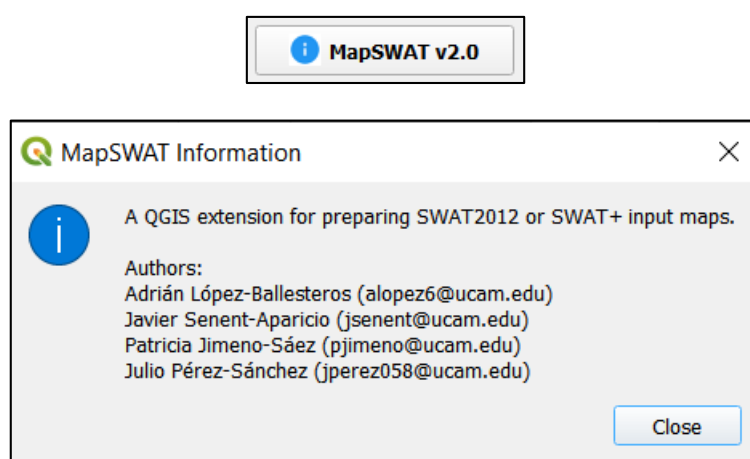 MapSWAT v2.0
MapSWAT Information
A QGIS extension for preparing SWAT2012 or SWAT+ input maps.
Authors:
Adrián López-Ballesteros (alopez6@ucam.edu)
Javier Senent-Aparicio (jsenent@ucam.edu)
Patricia Jimeno-Sáez (pjimeno@ucam.edu)
Julio Pérez-Sánchez (jperez058@ucam.edu)
Close